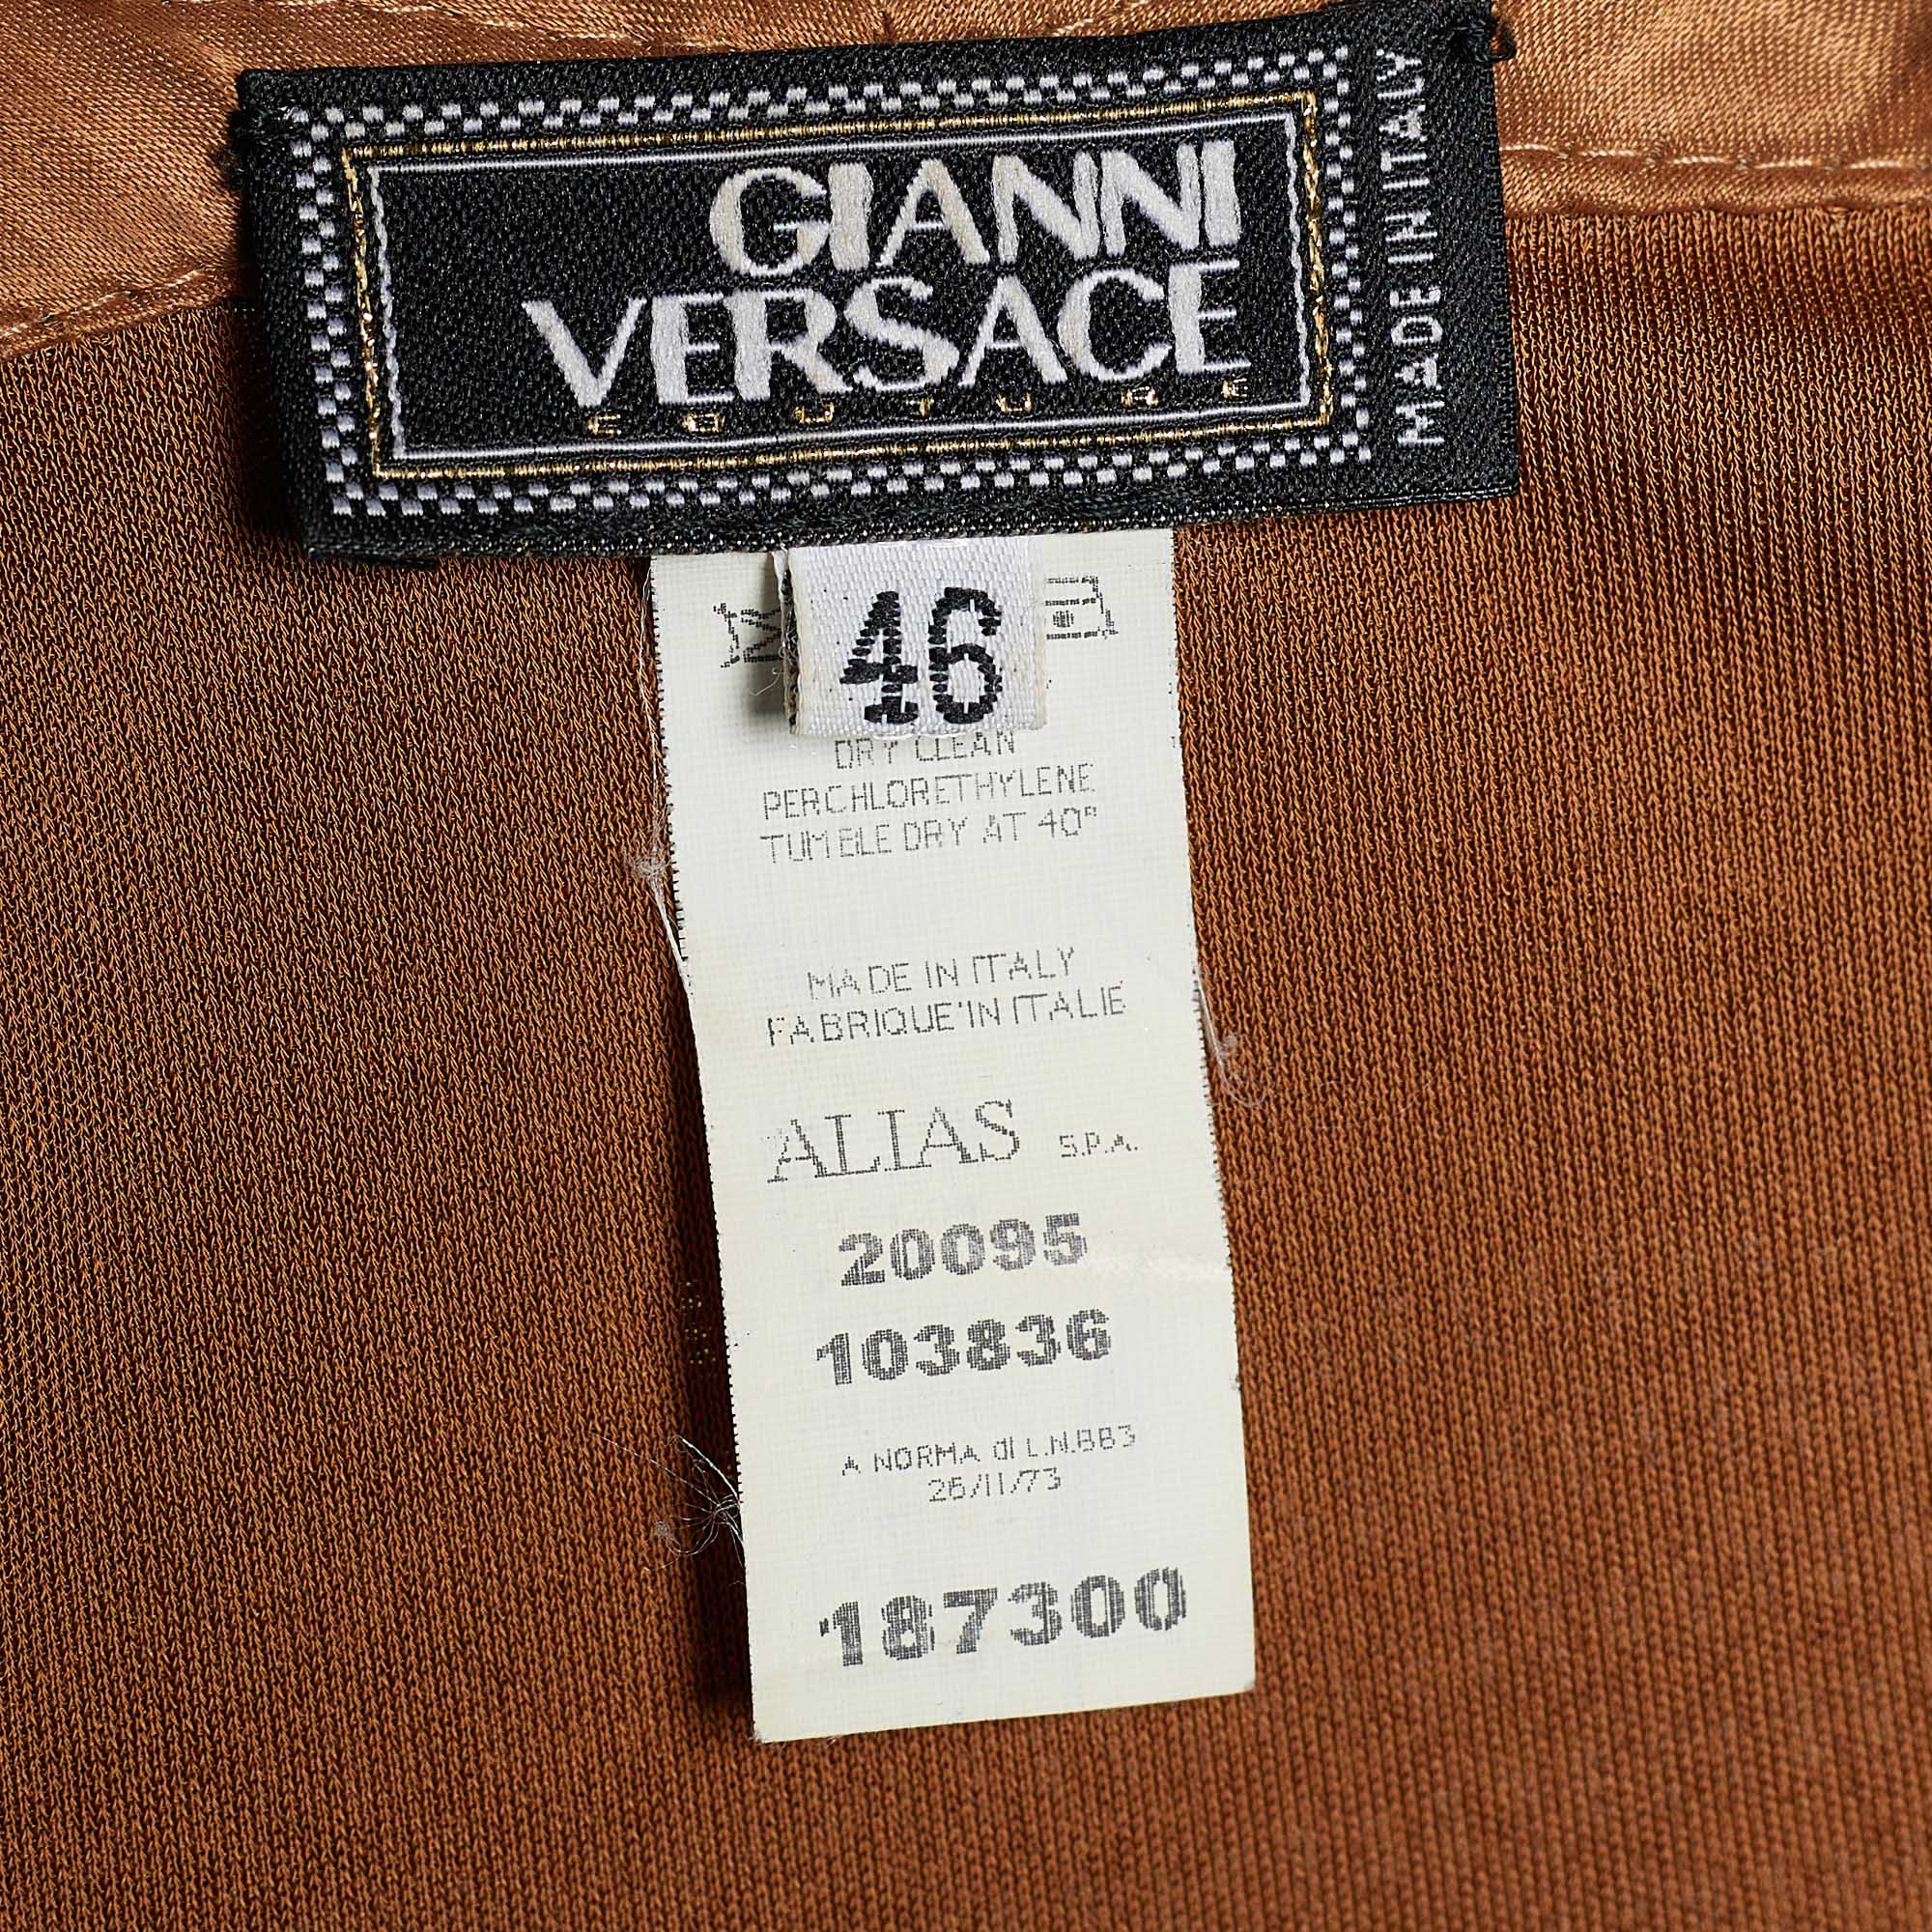 GIANNI
VERSACE
COUTURE
MADE IN ITALY
46
DRY CLEAN
PERCHLORETHYLENE
TUMBLE DRY AT 40°
MADE IN ITALY
FABRIQUE'IN ITALIE
ALIAS S.P.A.
20095
103836
A NORMA di L.N.883
26/11/73
187300